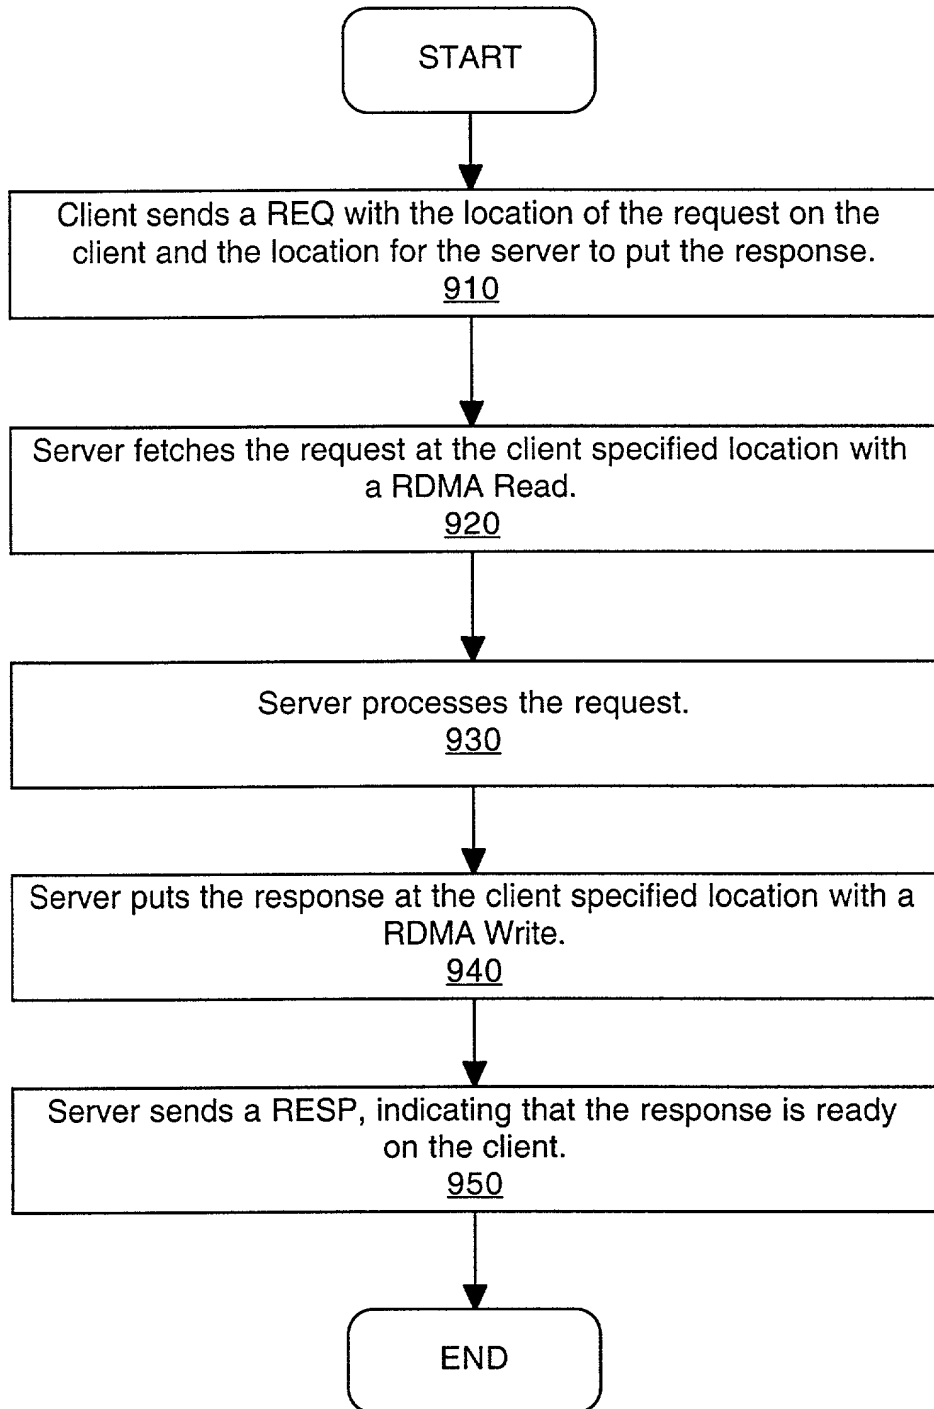 START
Client sends a REQ with the location of the request on the
client and the location for the server to put the response.
910
Server fetches the request at the client specified location with
a RDMA Read.
920
Server processes the request.
930
Server puts the response at the client specified location with a
RDMA Write.
940
Server sends a RESP, indicating that the response is ready
on the client.
950
END